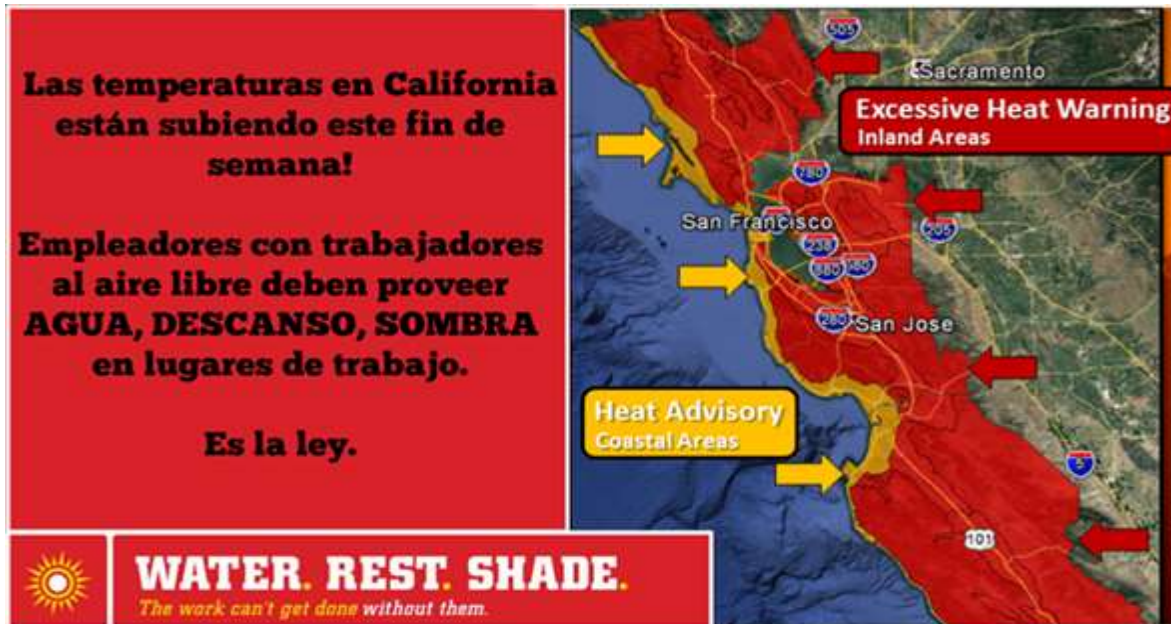 Las temperaturas en California
están subiendo este fin de
semana!
Empleadores con trabajadores
al aire libre deben proveer
AGUA, DESCANSO, SOMBRA
en lugares de trabajo.
Es la ley.
WATER. REST. SHADE.
The work can't get done without them.
505
Sacramento
Excessive Heat Warning
Inland Areas
780
San Francisco
205
238
880
280
San Jose
Heat Advisory
Coastal Areas
5
101